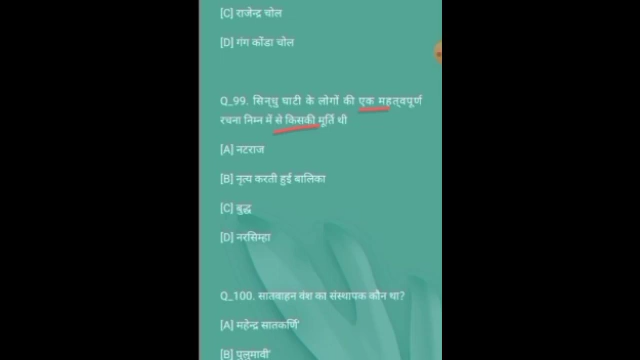 [C] राजेन्द्र चोल
[D] गंग कोंडा चोल
Q_99. सिन्धु घाटी के लोगों की एक महत्वपूर्ण
रचना निम्न में से किसकी मूर्ति थी
[A] नटराज
[B] नृत्य करती हुई बालिका
[C] बुद्ध
[D] नरसिम्हा
Q_100. सातवाहन वंश का संस्थापक कौन था?
[A] महेन्द्र सातकर्णि'
[B] पुलुमावी'